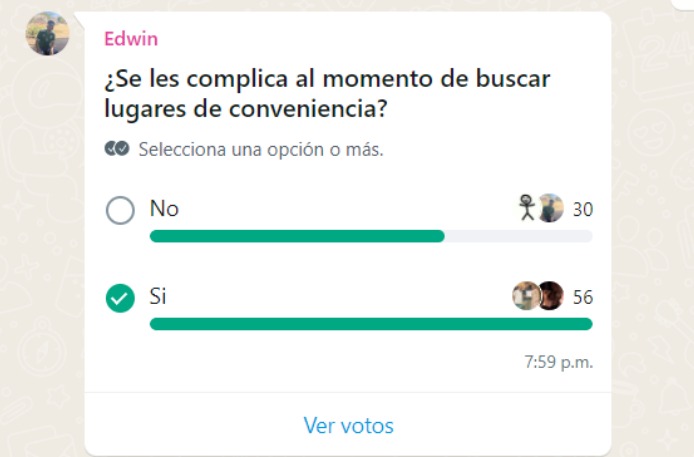 Edwin
¿Se les complica al momento de buscar
lugares de conveniencia?
Selecciona una opción o más.
No 30
Si 56
7:59 p.m.
Ver votos